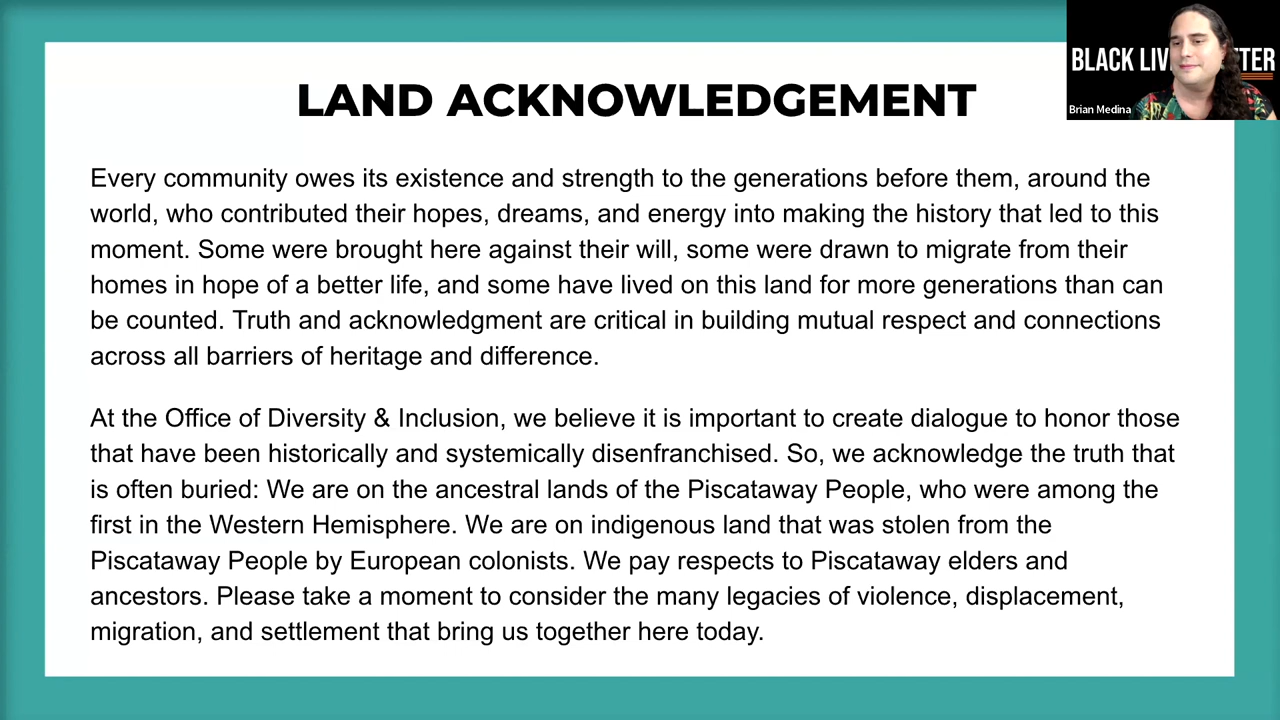 LAND ACKNOWLEDGEMENT
Every community owes its existence and strength to the generations before them, around the
world, who contributed their hopes, dreams, and energy into making the history that led to this
moment. Some were brought here against their will, some were drawn to migrate from their
homes in hope of a better life, and some have lived on this land for more generations than can
be counted. Truth and acknowledgment are critical in building mutual respect and connections
across all barriers of heritage and difference.
At the Office of Diversity & Inclusion, we believe it is important to create dialogue to honor those
that have been historically and systemically disenfranchised. So, we acknowledge the truth that
is often buried: We are on the ancestral lands of the Piscataway People, who were among the
first in the Western Hemisphere. We are on indigenous land that was stolen from the
Piscataway People by European colonists. We pay respects to Piscataway elders and
ancestors. Please take a moment to consider the many legacies of violence, displacement,
migration, and settlement that bring us together here today.
BLACK LIV TTER
Brian Medina